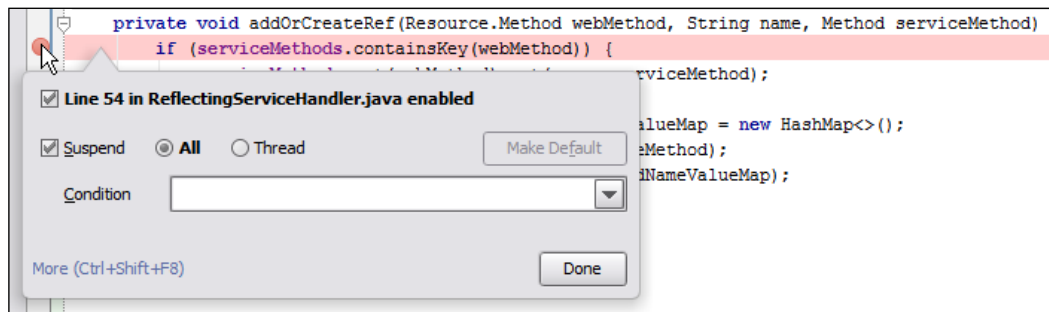 private void addOrCreateRef(Resource.Method webMethod, String name, Method serviceMethod)
if (serviceMethods.containsKey(webMethod)) {
rviceMethod);
Line 54 in ReflectingServiceHandler.java enabled
alueMap = new HashMap<>();
Suspend All Thread Make Default
eMethod);
dNameValueMap);
Condition
More (Ctrl+Shift+F8) Done